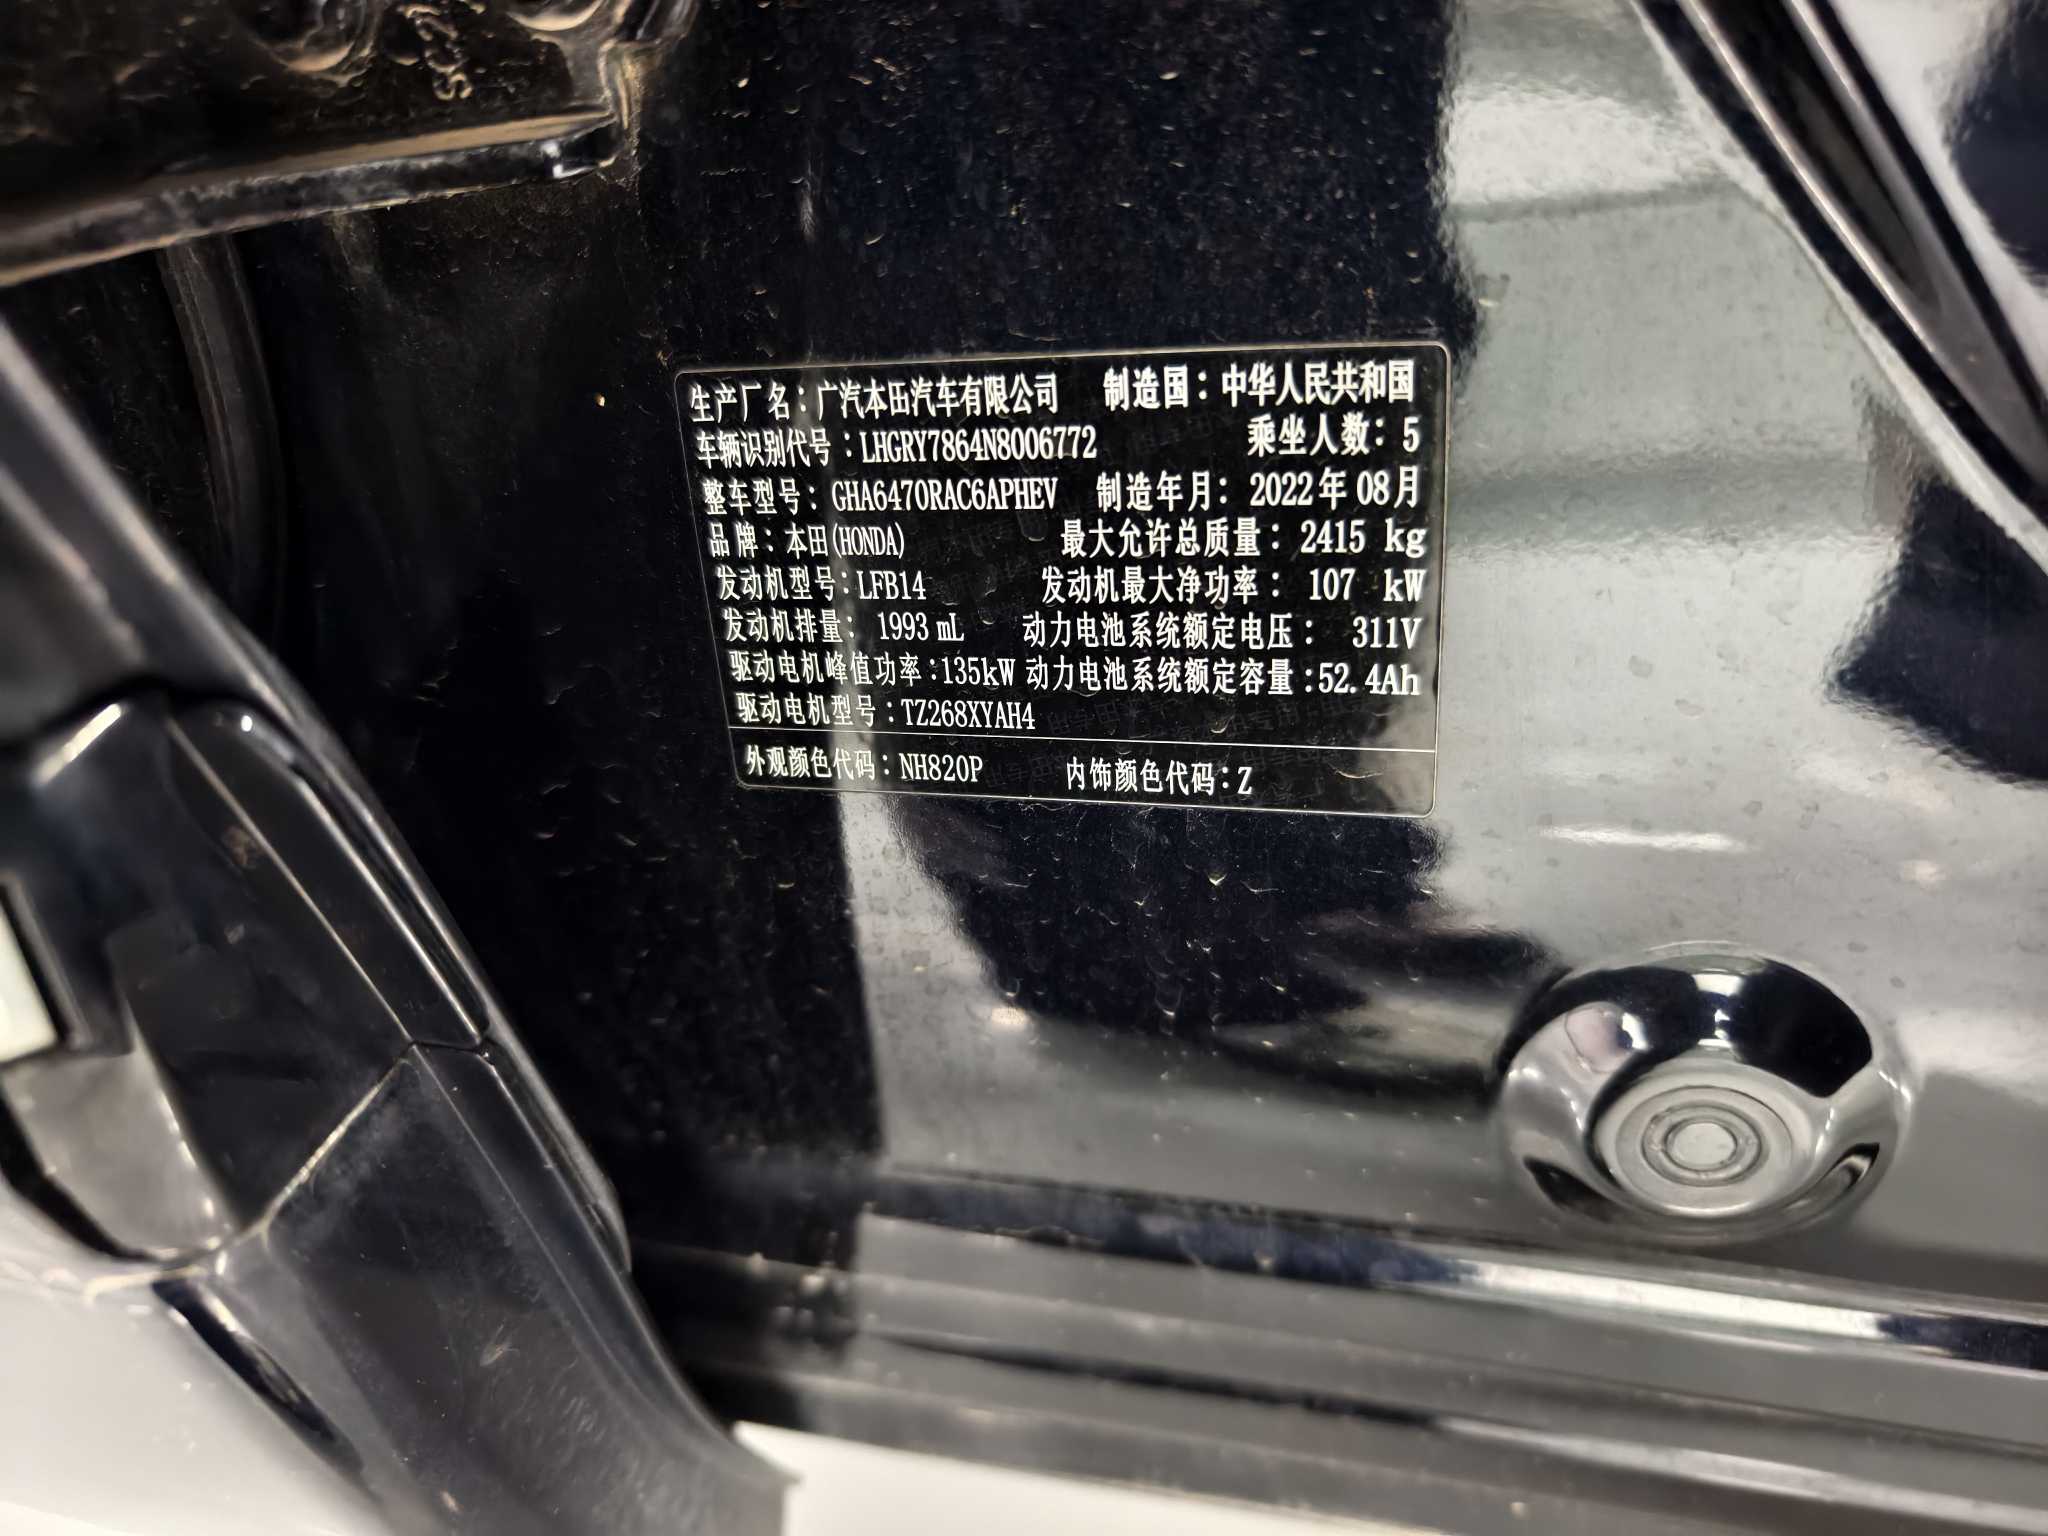 生产厂名：广汽本田汽车有限公司 制造国：中华人民共和国
车辆识别代号：LHGRY7864N8006772 乘坐人数：5
整车型号：GHA6470RAC6APHEV 制造年月：2022年08月
品牌：本田(HONDA) 最大允许总质量：2415 kg
发动机型号：LFB14 发动机最大净功率：107 kW
发动机排量：1993 mL 动力电池系统额定电压：311V
驱动电机峰值功率：135kW 动力电池系统额定容量：52.4Ah
驱动电机型号：TZ268XYAH4
外观颜色代码：NH820P 内饰颜色代码：Z